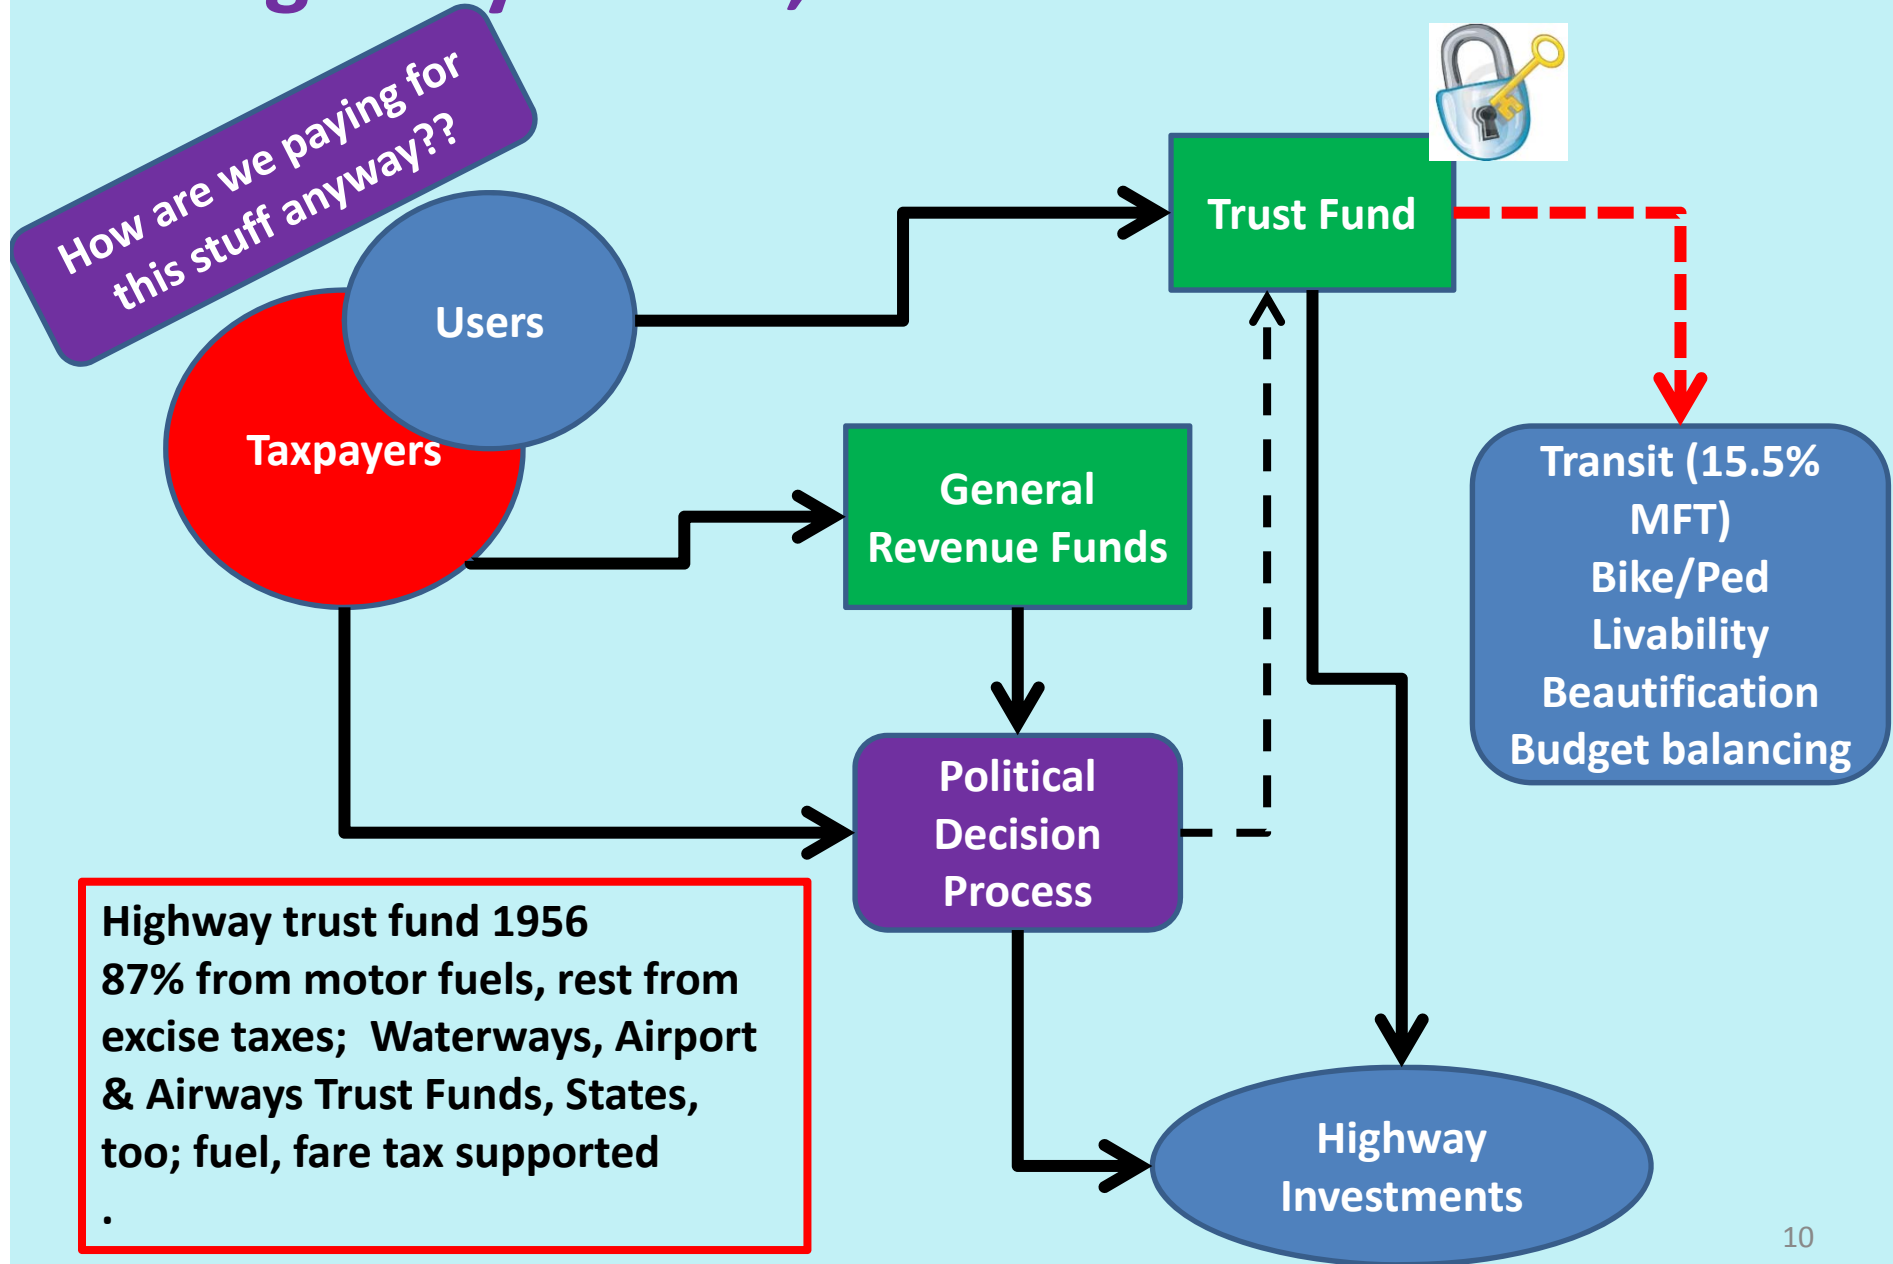 How are we paying for
this stuff anyway??
Users
Taxpayers
Trust Fund
General
Revenue Funds
Political
Decision
Process
Transit (15.5%
MFT)
Bike/Ped
Livability
Beautification
Budget balancing
Highway trust fund 1956
87% from motor fuels, rest from
excise taxes;  Waterways, Airport
& Airways Trust Funds, States,
too; fuel, fare tax supported
.
Highway
Investments
10